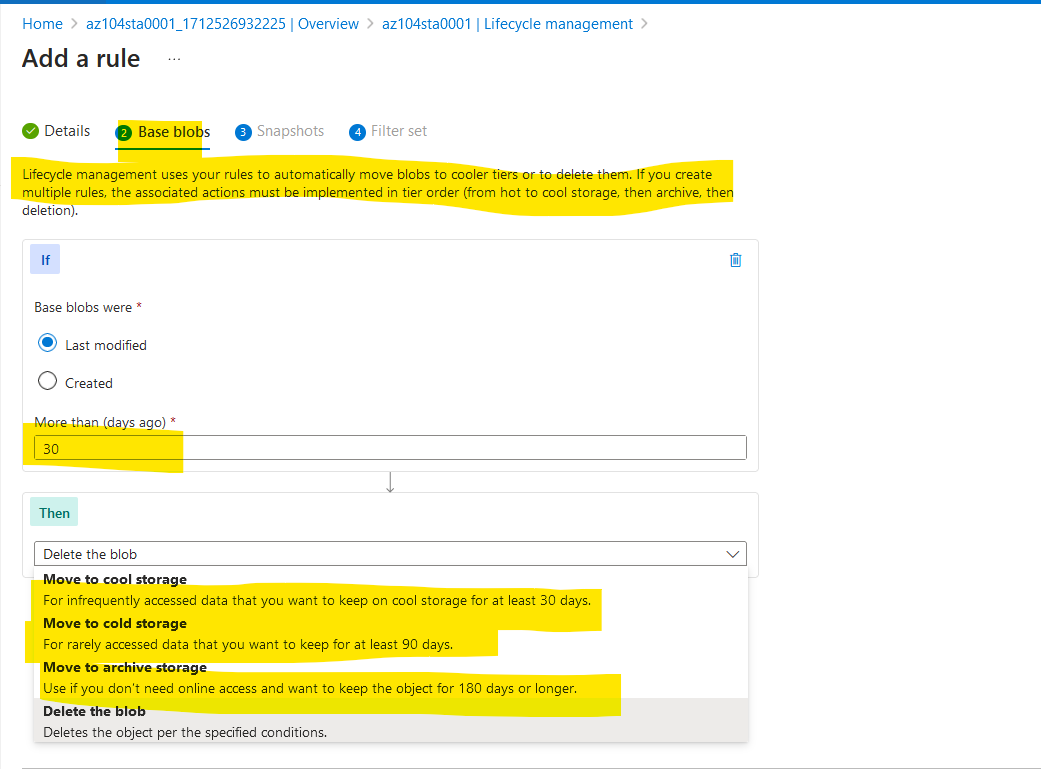 Home > az104sta0001_1712526932225 | Overview > az104sta0001 | Lifecycle management >
Add a rule ...
Details 2 Base blobs 3 Snapshots 4 Filter set
Lifecycle management uses your rules to automatically move blobs to cooler tiers or to delete them. If you create
multiple rules, the associated actions must be implemented in tier order (from hot to cool storage, then archive, then
deletion).
If
Base blobs were *
Last modified
Created
More than (days ago) *
30
Then
Delete the blob
Move to cool storage
For infrequently accessed data that you want to keep on cool storage for at least 30 days.
Move to cold storage
For rarely accessed data that you want to keep for at least 90 days.
Move to archive storage
Use if you don't need online access and want to keep the object for 180 days or longer.
Delete the blob
Deletes the object per the specified conditions.